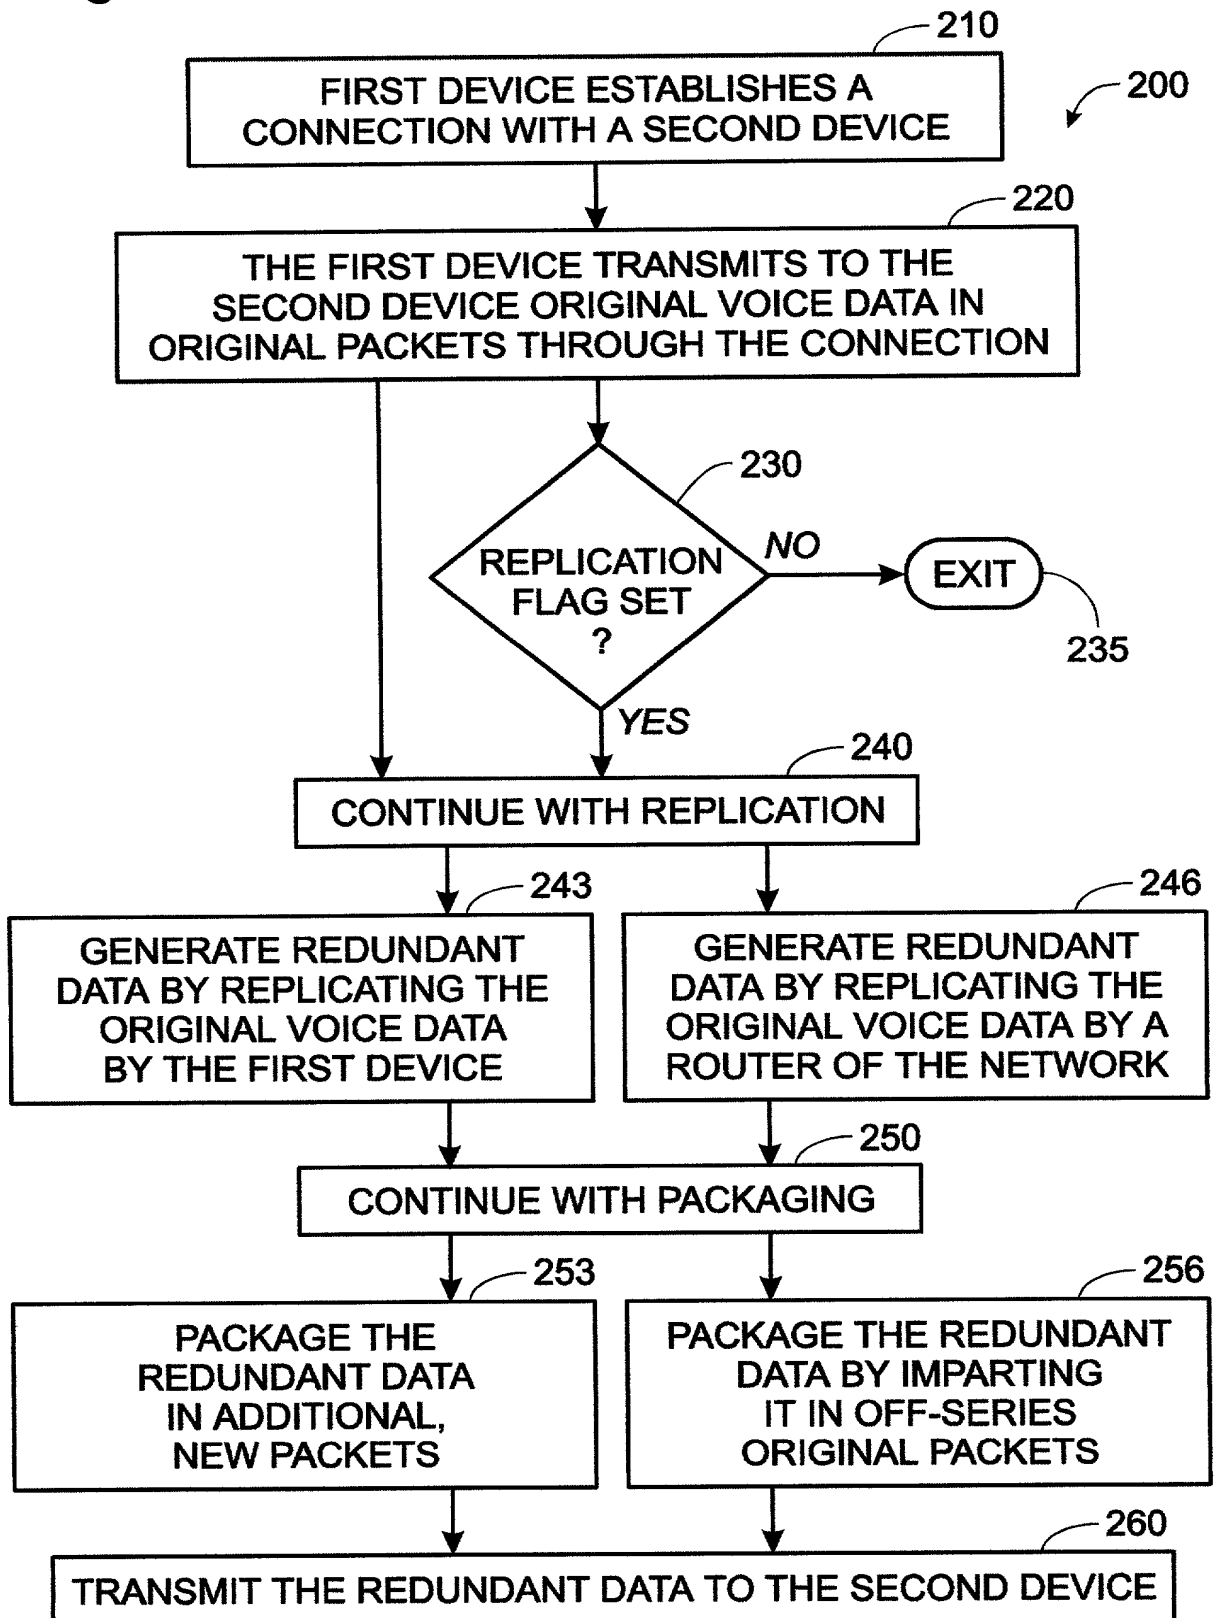 210
FIRST DEVICE ESTABLISHES A
CONNECTION WITH A SECOND DEVICE
200
220
THE FIRST DEVICE TRANSMITS TO THE
SECOND DEVICE ORIGINAL VOICE DATA IN
ORIGINAL PACKETS THROUGH THE CONNECTION
230
REPLICATION
FLAG SET
?
NO
EXIT
235
YES
240
CONTINUE WITH REPLICATION
243
GENERATE REDUNDANT
DATA BY REPLICATING THE
ORIGINAL VOICE DATA
BY THE FIRST DEVICE
246
GENERATE REDUNDANT
DATA BY REPLICATING THE
ORIGINAL VOICE DATA BY A
ROUTER OF THE NETWORK
250
CONTINUE WITH PACKAGING
253
PACKAGE THE
REDUNDANT DATA
IN ADDITIONAL,
NEW PACKETS
256
PACKAGE THE REDUNDANT
DATA BY IMPARTING
IT IN OFF-SERIES
ORIGINAL PACKETS
260
TRANSMIT THE REDUNDANT DATA TO THE SECOND DEVICE